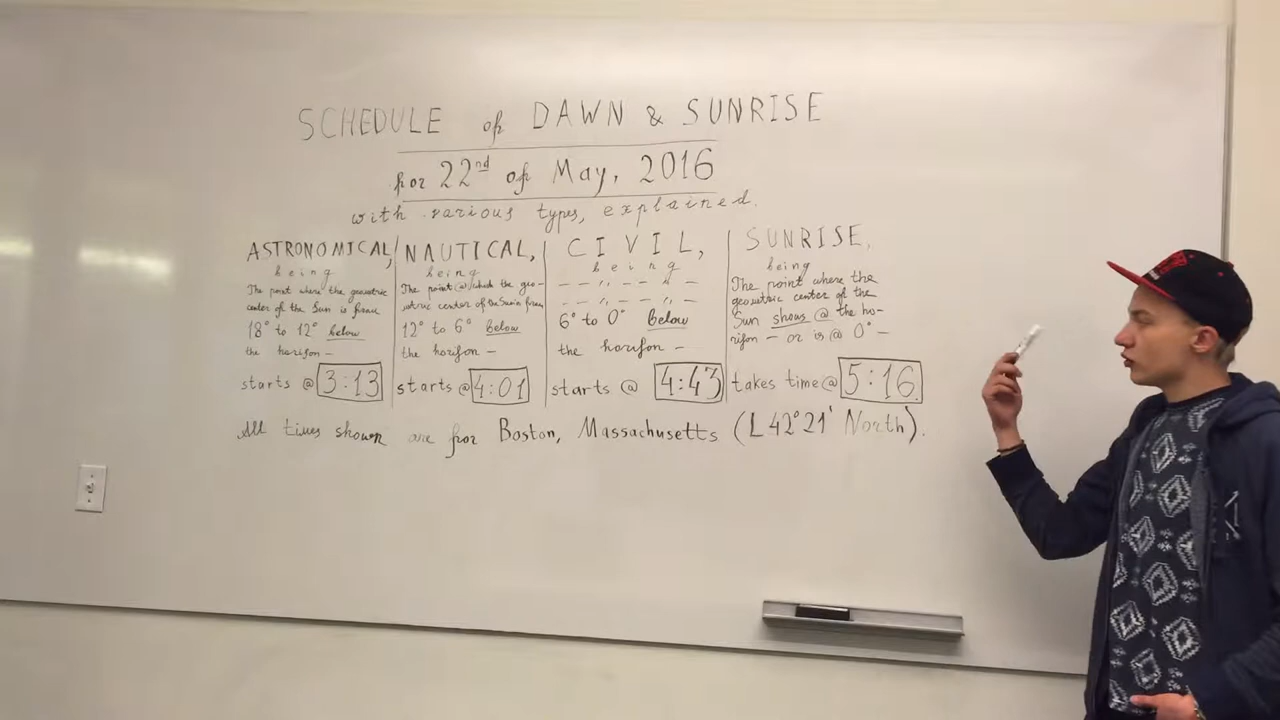 SCHEDULE of DAWN & SUNRISE
for 22nd of May, 2016
with various types, explained.
ASTRONOMICAL,
being
The point where the geometric
center of the Sun is from
18° to 12° below
the horizon –
starts @ 3:13
NAUTICAL,
being
The point @ which the geo-
metric center of the Sun is from
12° to 6° Below
the horizon –
starts @ 4:01
CIVIL,
being
– – 〃 – – 〃 – –
– – 〃 – – 〃 – –
6° to 0° Below
the horizon –
starts @ 4:43
SUNRISE,
being
The point where the
geometric center of the
Sun shows @ the ho-
rizon – or is @ 0° –
takes time @ 5:16.
All times shown are for Boston, Massachusetts (L 42°21' North).